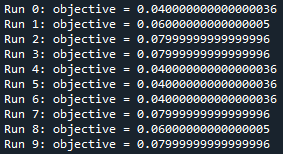 Run 0: objective = 0.040000000000000036
Run 1: objective = 0.06000000000000005
Run 2: objective = 0.07999999999999996
Run 3: objective = 0.07999999999999996
Run 4: objective = 0.040000000000000036
Run 5: objective = 0.040000000000000036
Run 6: objective = 0.040000000000000036
Run 7: objective = 0.07999999999999996
Run 8: objective = 0.06000000000000005
Run 9: objective = 0.07999999999999996